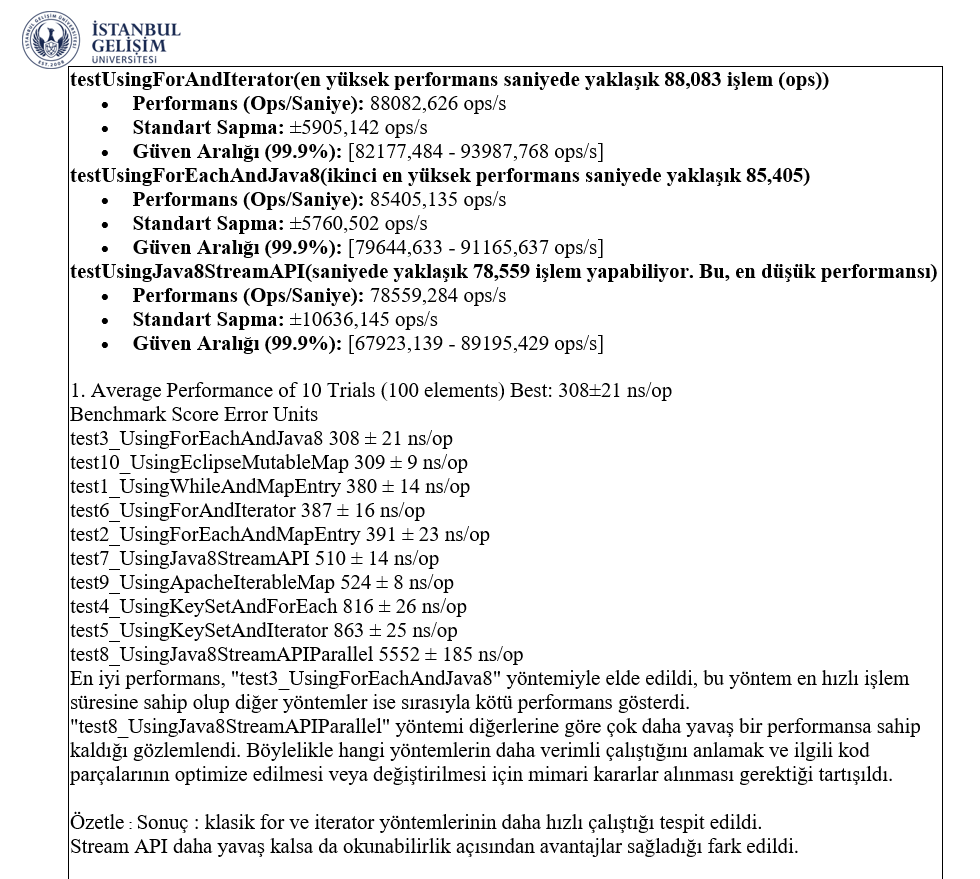 İSTANBUL
GELİŞİM
ÜNİVERSİTESİ
testUsingForAndIterator(en yüksek performans saniyede yaklaşık 88,083 işlem (ops))
• Performans (Ops/Saniye): 88082,626 ops/s
• Standart Sapma: ±5905,142 ops/s
• Güven Aralığı (99.9%): [82177,484 - 93987,768 ops/s]
testUsingForEachAndJava8(ikinci en yüksek performans saniyede yaklaşık 85,405)
• Performans (Ops/Saniye): 85405,135 ops/s
• Standart Sapma: ±5760,502 ops/s
• Güven Aralığı (99.9%): [79644,633 - 91165,637 ops/s]
testUsingJava8StreamAPI(saniyede yaklaşık 78,559 işlem yapabiliyor. Bu, en düşük performansı)
• Performans (Ops/Saniye): 78559,284 ops/s
• Standart Sapma: ±10636,145 ops/s
• Güven Aralığı (99.9%): [67923,139 - 89195,429 ops/s]
1. Average Performance of 10 Trials (100 elements) Best: 308±21 ns/op
Benchmark Score Error Units
test3_UsingForEachAndJava8 308 ± 21 ns/op
test10_UsingEclipseMutableMap 309 ± 9 ns/op
test1_UsingWhileAndMapEntry 380 ± 14 ns/op
test6_UsingForAndIterator 387 ± 16 ns/op
test2_UsingForEachAndMapEntry 391 ± 23 ns/op
test7_UsingJava8StreamAPI 510 ± 14 ns/op
test9_UsingApacheIterableMap 524 ± 8 ns/op
test4_UsingKeySetAndForEach 816 ± 26 ns/op
test5_UsingKeySetAndIterator 863 ± 25 ns/op
test8_UsingJava8StreamAPIParallel 5552 ± 185 ns/op
En iyi performans, "test3_UsingForEachAndJava8" yöntemiyle elde edildi, bu yöntem en hızlı işlem
süresine sahip olup diğer yöntemler ise sırasıyla kötü performans gösterdi.
"test8_UsingJava8StreamAPIParallel" yöntemi diğerlerine göre çok daha yavaş bir performansa sahip
kaldığı gözlemlendi. Böylelikle hangi yöntemlerin daha verimli çalıştığını anlamak ve ilgili kod
parçalarının optimize edilmesi veya değiştirilmesi için mimari kararlar alınması gerektiği tartışıldı.
Özetle : Sonuç : klasik for ve iterator yöntemlerinin daha hızlı çalıştığı tespit edildi.
Stream API daha yavaş kalsa da okunabilirlik açısından avantajlar sağladığı fark edildi.